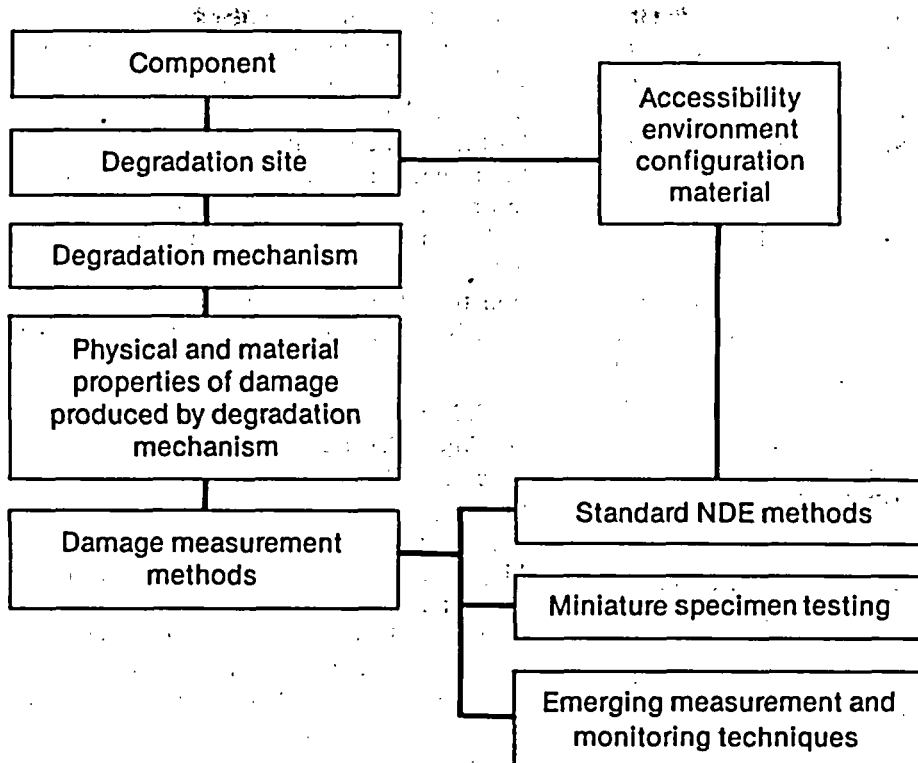 Component
Degradation site
Accessibility
environment
configuration
material
Degradation mechanism
Physical and material
properties of damage
produced by degradation
mechanism
Damage measurement
methods
Standard NDE methods
Miniature specimen testing
Emerging measurement and
monitoring techniques